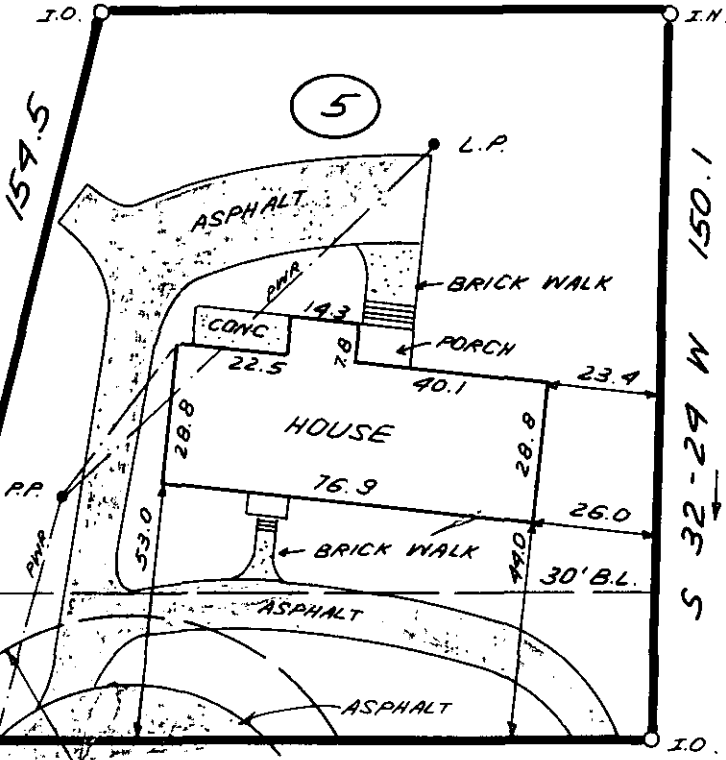 I.O.
I.N.
5
L.P.
154.5
ASPHALT
150.1
PWR
BRICK WALK
14.3
CONC
7.8
PORCH
22.5
40.1
23.4
28.8
HOUSE
28.8
P.P.
76.9
26.0
S 32-24 W
PWR
53.0
BRICK WALK
44.0
30' B.L.
ASPHALT
ASPHALT
I.O.